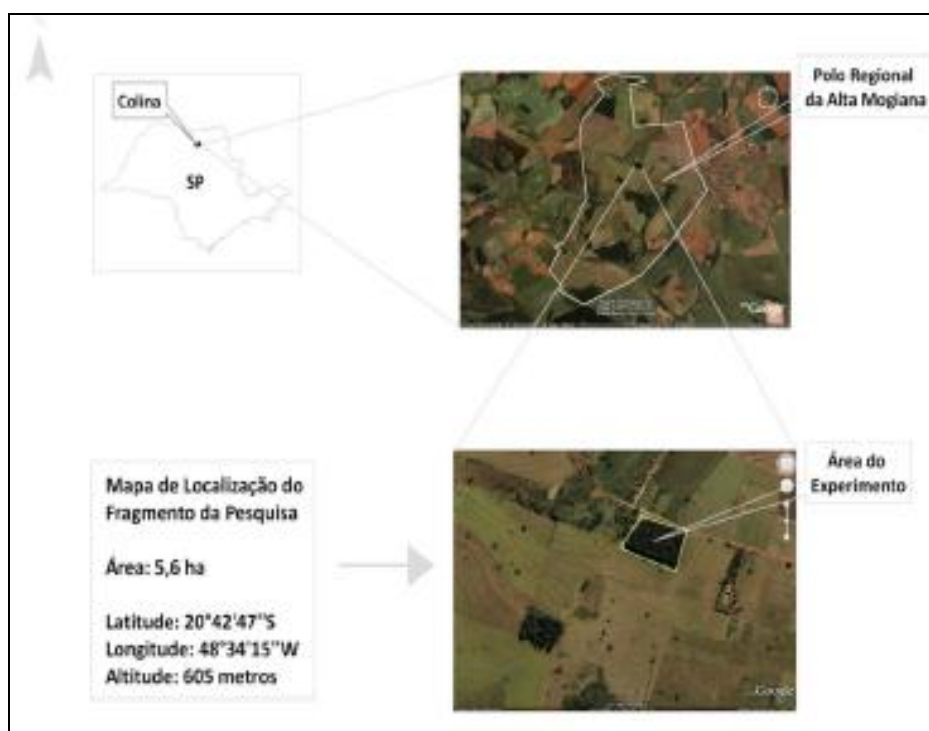 Colina
SP
Polo Regional
da Alta Mogiana
Mapa de Localização do
Fragmento da Pesquisa
Área: 5,6 ha
Latitude: 20°42'47''S
Longitude: 48°34'15''W
Altitude: 605 metros
Área do
Experimento
Google